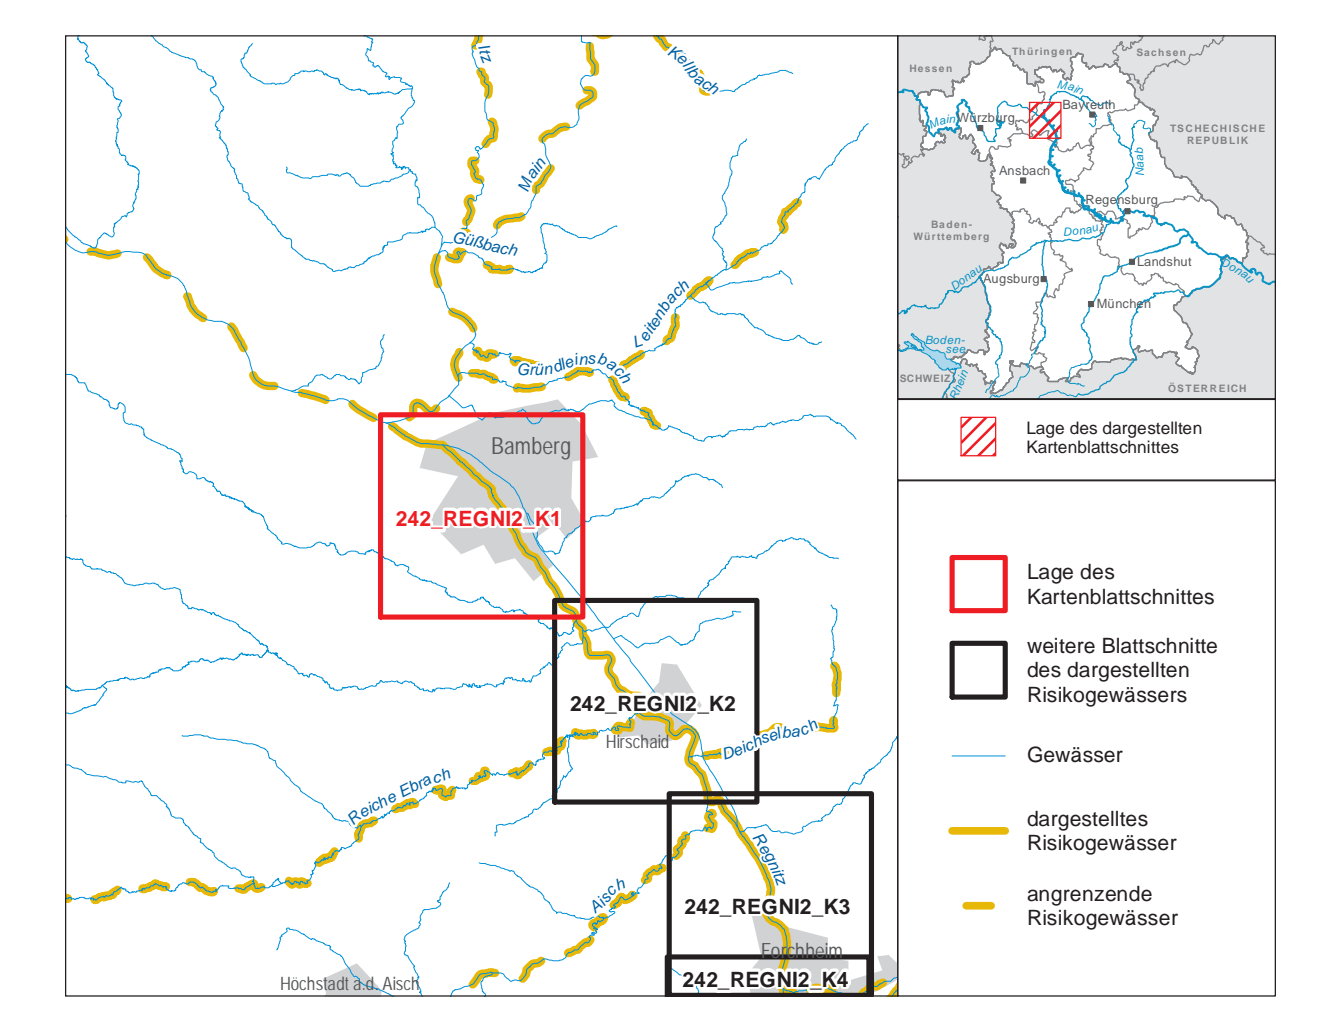 Itz
Kellbach
Main
Güßbach
Leitenbach
Gründleinsbach
Bamberg
242_REGNI2_K1
242_REGNI2_K2
Hirschaid
Deichselbach
Reiche Ebrach
Regnitz
Aisch
242_REGNI2_K3
Forchheim
242_REGNI2_K4
Höchstadt a.d. Aisch
Thüringen
Sachsen
Hessen
Main
Bayreuth
Main
Würzburg
TSCHECHISCHE
REPUBLIK
Naab
Ansbach
Regensburg
Baden-
Württemberg
Donau
Landshut
Donau
Augsburg
Donau
München
Boden-
see
SCHWEIZ
Rhein
ÖSTERREICH
Lage des dargestellten
Kartenblattschnittes
Lage des
Kartenblattschnittes
weitere Blattschnitte
des dargestellten
Risikogewässers
Gewässer
dargestelltes
Risikogewässer
angrenzende
Risikogewässer